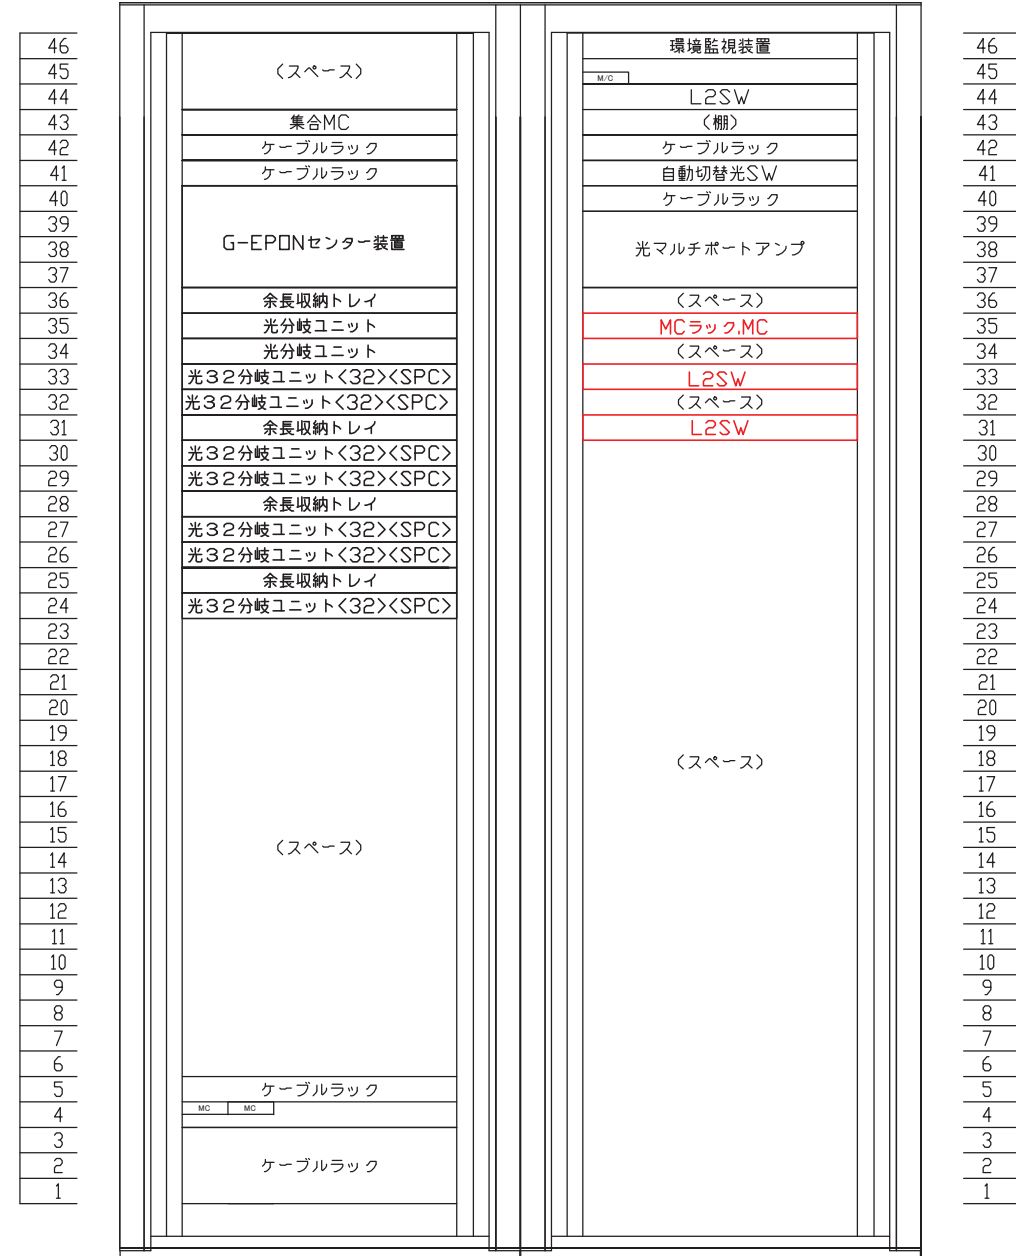 46
45
44
43
42
41
40
39
38
37
36
35
34
33
32
31
30
29
28
27
26
25
24
23
22
21
20
19
18
17
16
15
14
13
12
11
10
9
8
7
6
5
4
3
2
1
(スペース)
集合MC
ケーブルラック
ケーブルラック
G-EPONセンター装置
余長収納トレイ
光分岐ユニット
光分岐ユニット
光32分岐ユニット<32><SPC>
光32分岐ユニット<32><SPC>
余長収納トレイ
光32分岐ユニット<32><SPC>
光32分岐ユニット<32><SPC>
余長収納トレイ
光32分岐ユニット<32><SPC>
光32分岐ユニット<32><SPC>
余長収納トレイ
光32分岐ユニット<32><SPC>
(スペース)
ケーブルラック
MC MC
ケーブルラック
環境監視装置
M/C
L2SW
(棚)
ケーブルラック
自動切替光SW
ケーブルラック
光マルチポートアンプ
(スペース)
MCラック,MC
(スペース)
L2SW
(スペース)
L2SW
(スペース)
46
45
44
43
42
41
40
39
38
37
36
35
34
33
32
31
30
29
28
27
26
25
24
23
22
21
20
19
18
17
16
15
14
13
12
11
10
9
8
7
6
5
4
3
2
1